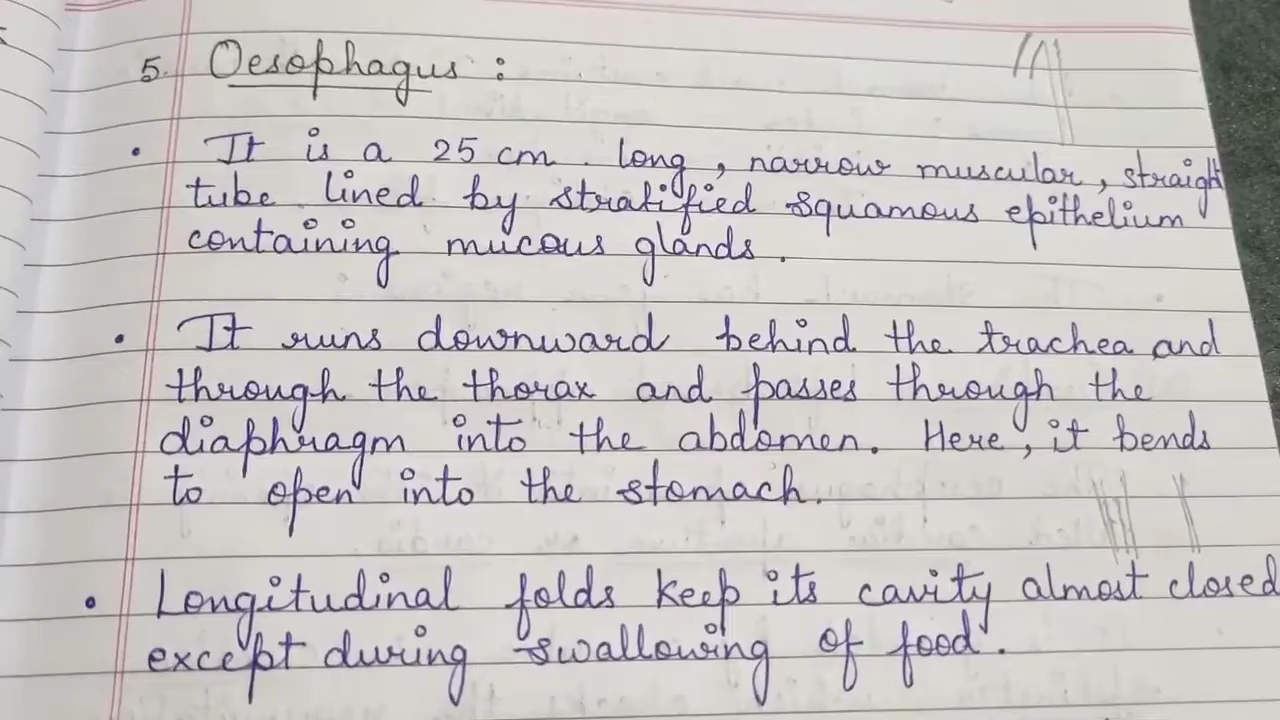 5. Oesophagus :
• It is a 25 cm. long, narrow muscular, straight
tube lined by stratified squamous epithelium
containing mucous glands.
• It runs downward behind the trachea and
through the thorax and passes through the
diaphragm into the abdomen. Here, it bends
to open into the stomach.
• Longitudinal folds keep its cavity almost closed
except during swallowing of food.